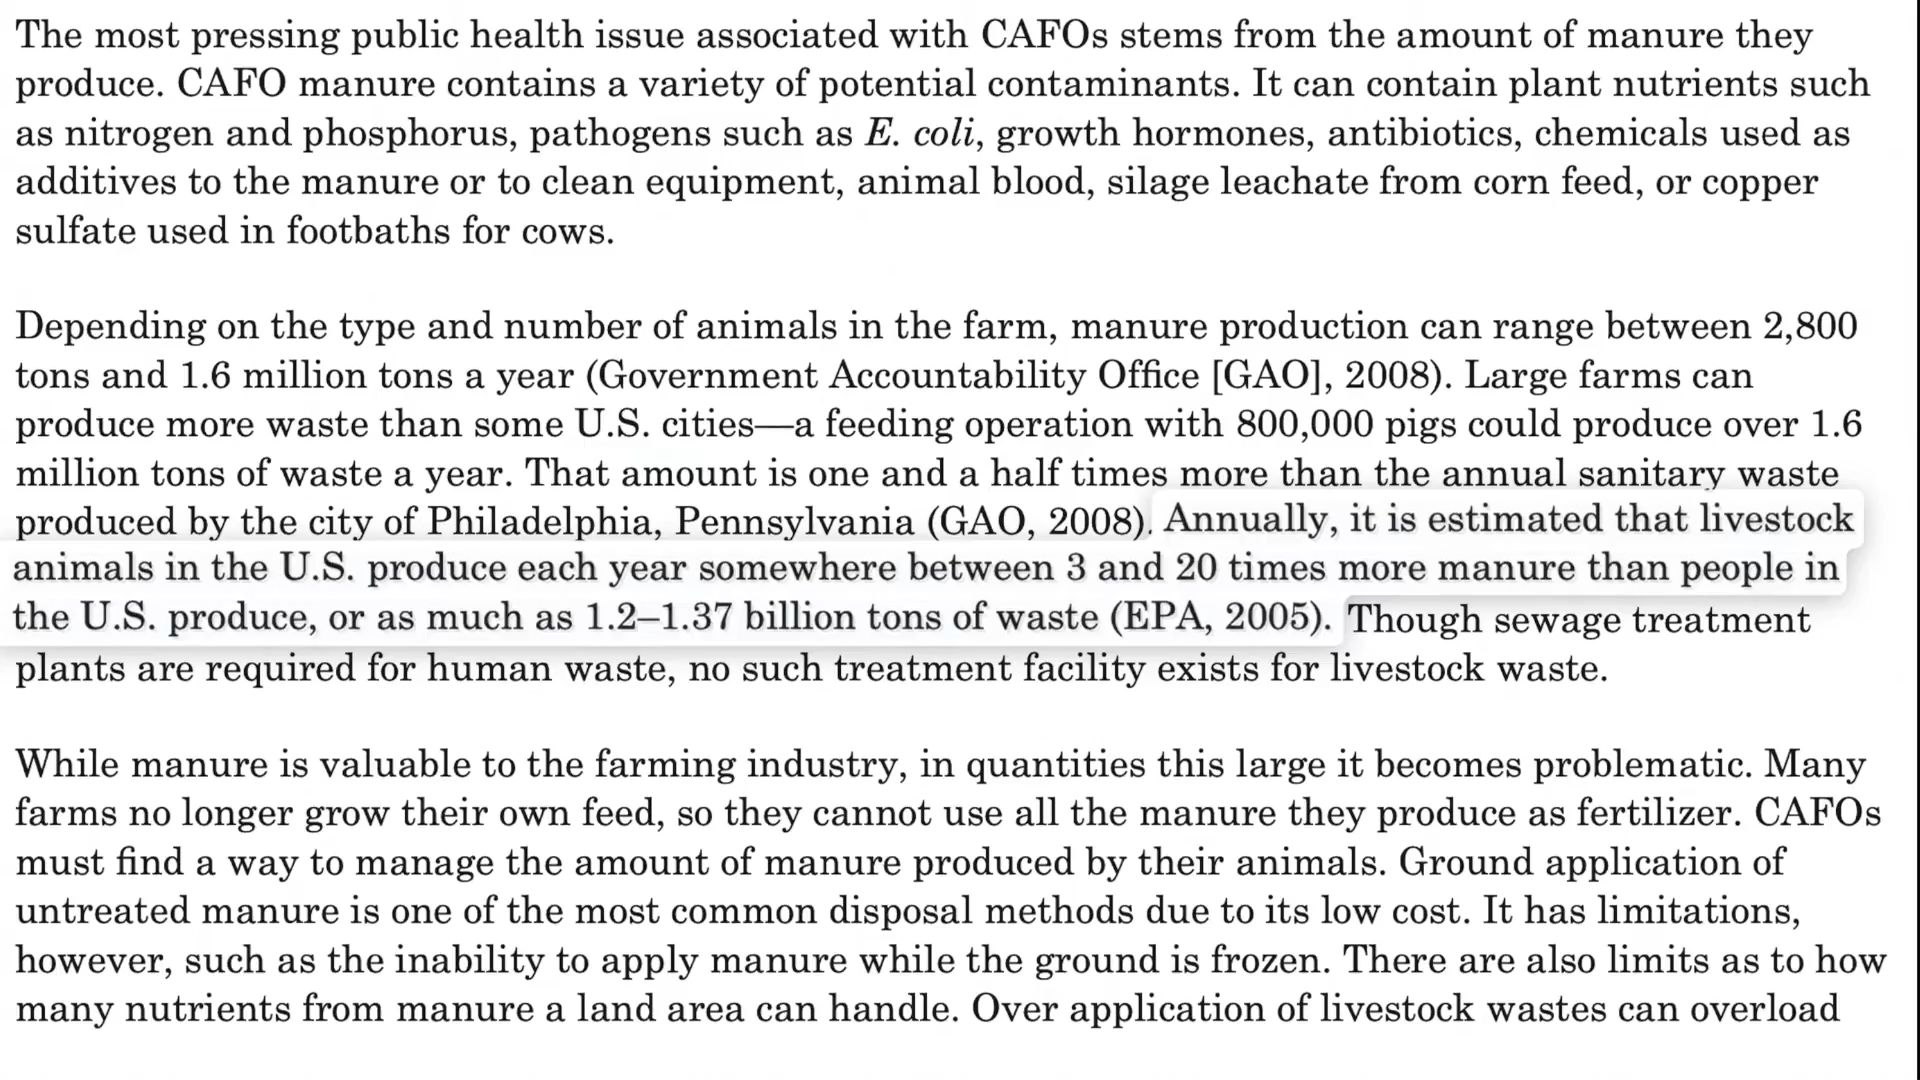 The most pressing public health issue associated with CAFOs stems from the amount of manure they
produce. CAFO manure contains a variety of potential contaminants. It can contain plant nutrients such
as nitrogen and phosphorus, pathogens such as E. coli, growth hormones, antibiotics, chemicals used as
additives to the manure or to clean equipment, animal blood, silage leachate from corn feed, or copper
sulfate used in footbaths for cows.
Depending on the type and number of animals in the farm, manure production can range between 2,800
tons and 1.6 million tons a year (Government Accountability Office [GAO], 2008). Large farms can
produce more waste than some U.S. cities—a feeding operation with 800,000 pigs could produce over 1.6
million tons of waste a year. That amount is one and a half times more than the annual sanitary waste
produced by the city of Philadelphia, Pennsylvania (GAO, 2008). Annually, it is estimated that livestock
animals in the U.S. produce each year somewhere between 3 and 20 times more manure than people in
the U.S. produce, or as much as 1.2–1.37 billion tons of waste (EPA, 2005). Though sewage treatment
plants are required for human waste, no such treatment facility exists for livestock waste.
While manure is valuable to the farming industry, in quantities this large it becomes problematic. Many
farms no longer grow their own feed, so they cannot use all the manure they produce as fertilizer. CAFOs
must find a way to manage the amount of manure produced by their animals. Ground application of
untreated manure is one of the most common disposal methods due to its low cost. It has limitations,
however, such as the inability to apply manure while the ground is frozen. There are also limits as to how
many nutrients from manure a land area can handle. Over application of livestock wastes can overload